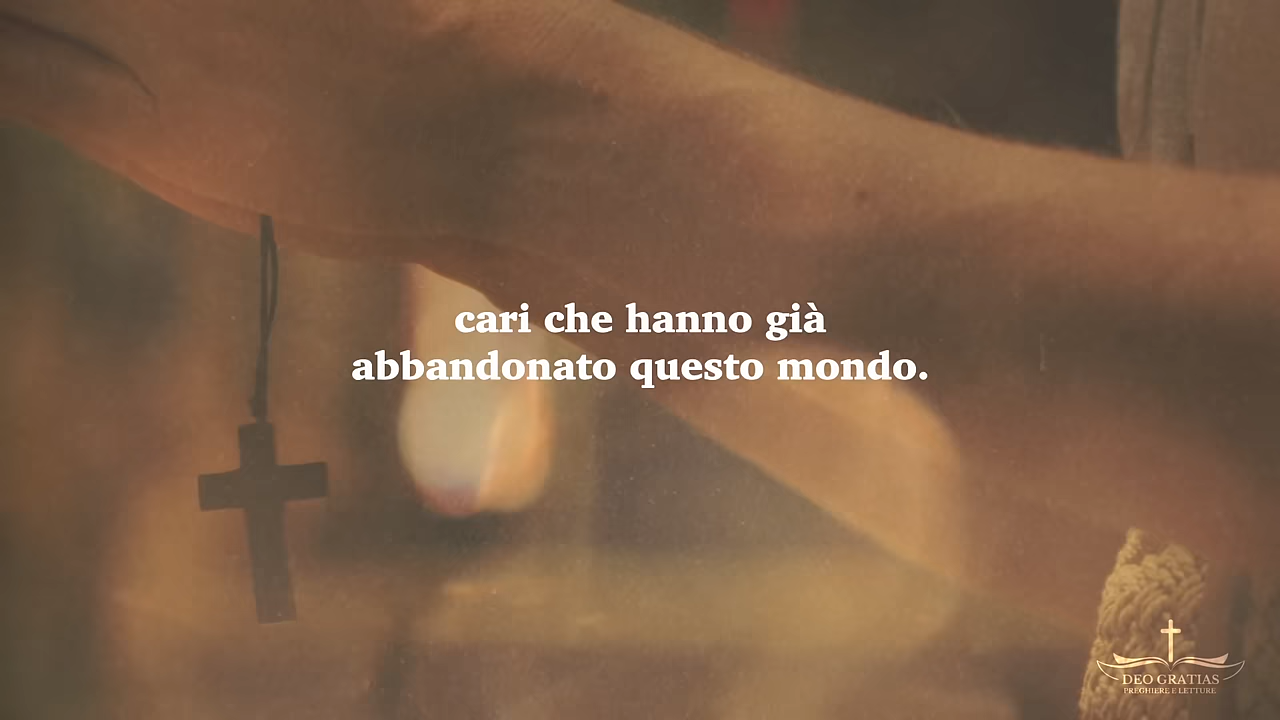 cari che hanno già
abbandonato questo mondo.
DEO GRATIAS
PREGHIERE E LETTURE